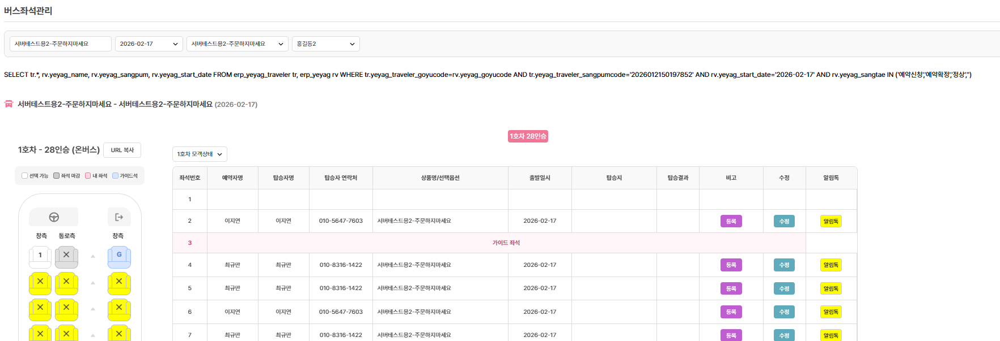 버스좌석관리
서버테스트용2-주문하지마세요 2026-02-17 서버테스트용2-주문하지마세요 홍길동2
SELECT tr.*, rv.yeyag_name, rv.yeyag_sangpum, rv.yeyag_start_date FROM erp_yeyag_traveler tr, erp_yeyag rv WHERE tr.yeyag_traveler_goyucode=rv.yeyag_goyucode AND tr.yeyag_traveler_sangpumcode='2026012150197852' AND rv.yeyag_start_date='2026-02-17' AND rv.yeyag_sangtae IN ('예약신청','예약확정','정상','')
서버테스트용2-주문하지마세요 - 서버테스트용2-주문하지마세요 (2026-02-17)
1호차 28인승
1호차 - 28인승 (온버스) URL 복사
1호차 모객상태
선택 가능 좌석 마감 내 좌석 가이드석
창측 통로측 창측
1 G
좌석번호 예약자명 탑승자명 탑승자 연락처 상품명/선택옵션 출발일시 탑승지 탑승결과 비고 수정 알림톡
1
2 이지연 이지연 010-5647-7603 서버테스트용2-주문하지마세요 2026-02-17 등록 수정 알림톡
3 가이드 좌석
4 최규만 최규만 010-8316-1422 서버테스트용2-주문하지마세요 2026-02-17 등록 수정 알림톡
5 최규만 최규만 010-8316-1422 서버테스트용2-주문하지마세요 2026-02-17 등록 수정 알림톡
6 이지연 이지연 010-5647-7603 서버테스트용2-주문하지마세요 2026-02-17 등록 수정 알림톡
7 최규만 최규만 010-8316-1422 서버테스트용2-주문하지마세요 2026-02-17 등록 수정 알림톡